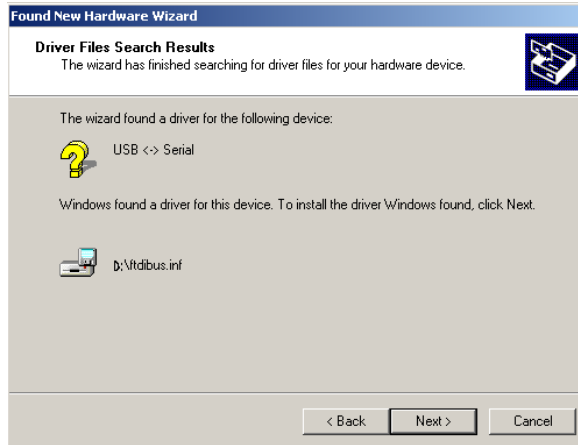 Found New Hardware Wizard
Driver Files Search Results
The wizard has finished searching for driver files for your hardware device.
The wizard found a driver for the following device:
USB <-> Serial
Windows found a driver for this device. To install the driver Windows found, click Next.
D:\ftdibus.inf
< Back Next > Cancel